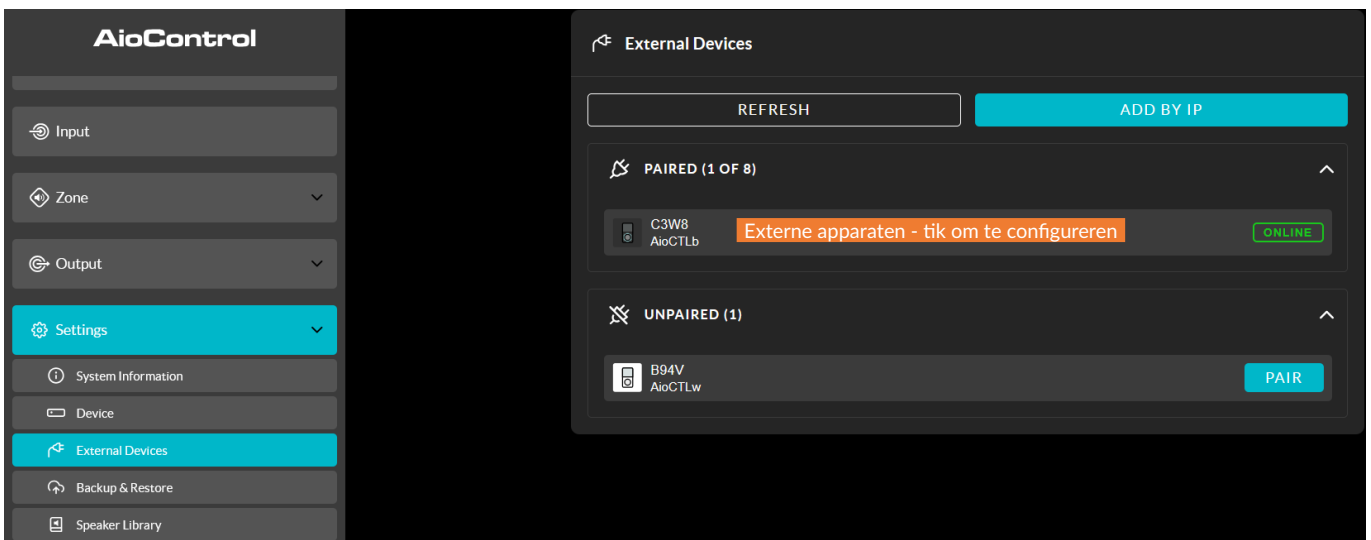 AioControl
Input
Zone
Output
Settings
System Information
Device
External Devices
Backup & Restore
Speaker Library
External Devices
REFRESH
ADD BY IP
PAIRED (1 OF 8)
C3W8
AioCTLb
Externe apparaten - tik om te configureren
ONLINE
UNPAIRED (1)
B94V
AioCTLw
PAIR